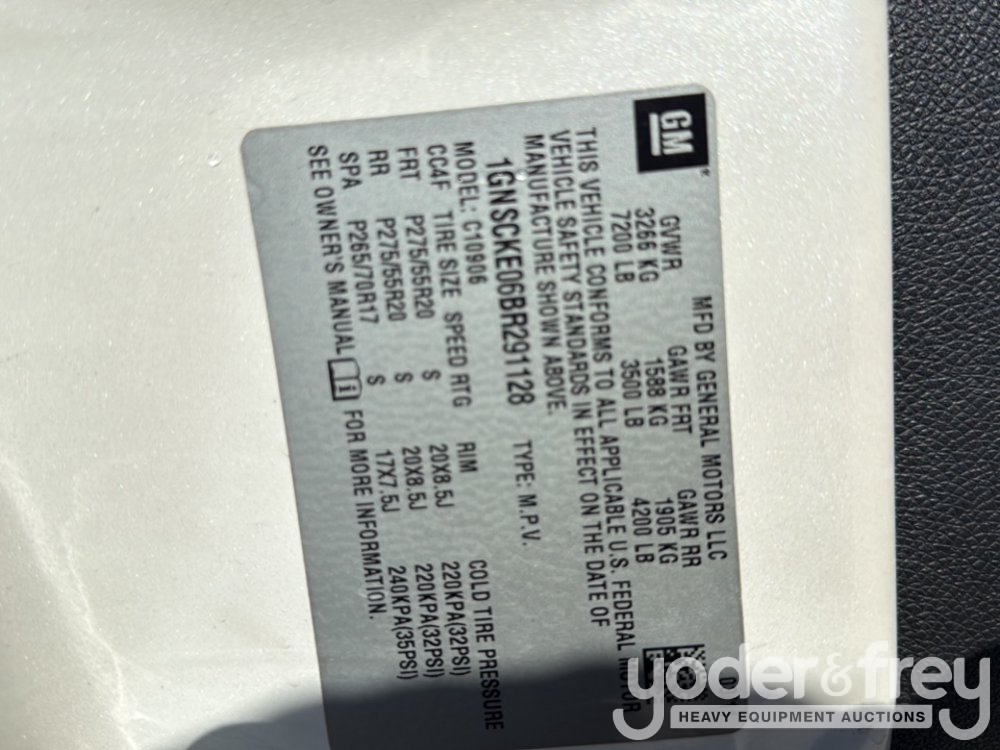 GM
MFD BY GENERAL MOTORS LLC
GVWR GAWR FRT GAWR RR
3266 KG 1588 KG 1905 KG
7200 LB 3500 LB 4200 LB
THIS VEHICLE CONFORMS TO ALL APPLICABLE U.S. FEDERAL MOTOR
VEHICLE SAFETY STANDARDS IN EFFECT ON THE DATE OF
MANUFACTURE SHOWN ABOVE.
1GNSCKE06BR291128 TYPE: M.P.V.
MODEL: C10906
CC4F TIRE SIZE SPEED RTG RIM COLD TIRE PRESSURE
FRT P275/55R20 S 20X8.5J 220KPA(32PSI)
RR P275/55R20 S 20X8.5J 220KPA(32PSI)
SPA P265/70R17 S 17X7.5J 240KPA(35PSI)
SEE OWNER'S MANUAL i FOR MORE INFORMATION.
yoder&frey
HEAVY EQUIPMENT AUCTIONS